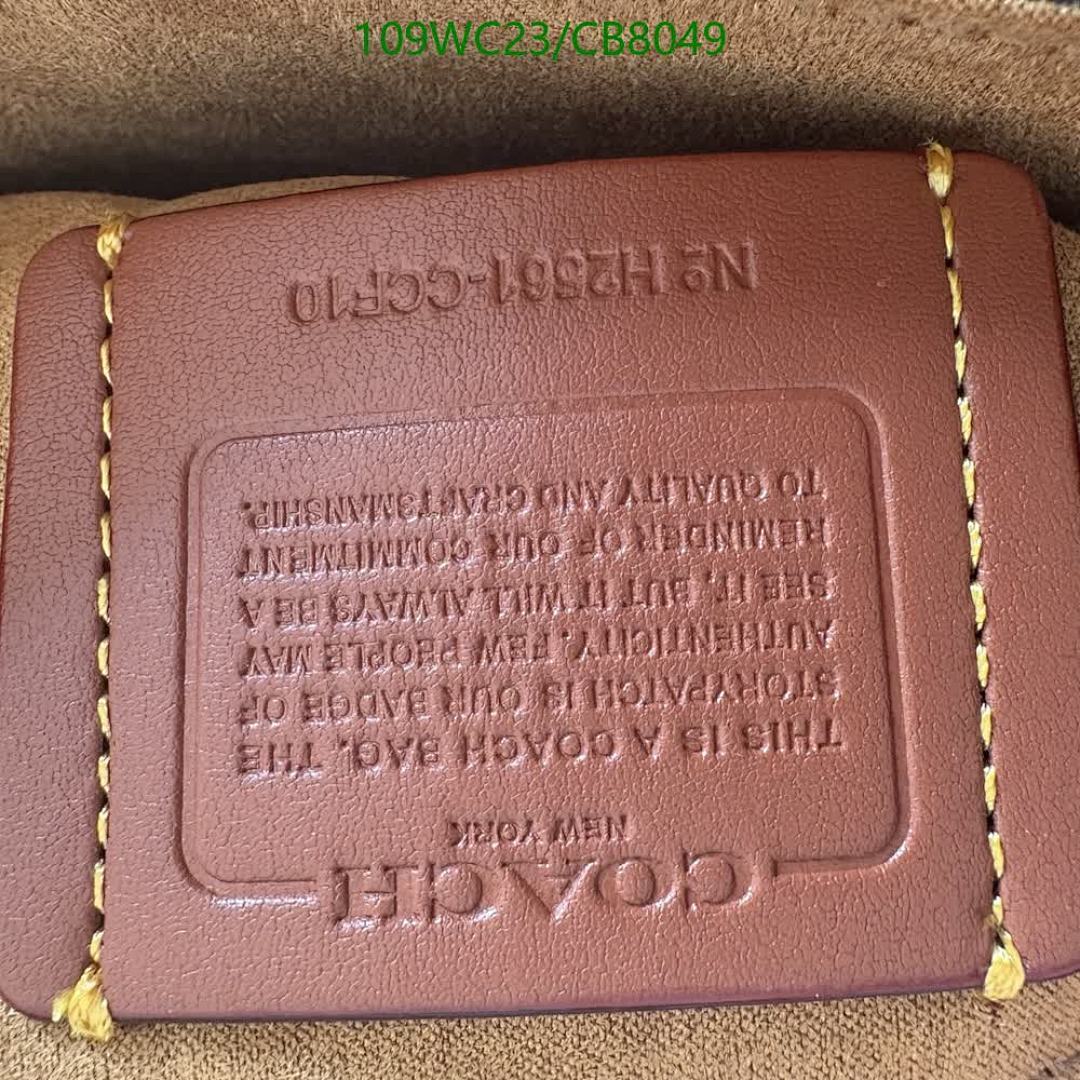 109WC23/CB8049
COACH
NEW YORK
THIS IS A COACH BAG. THE
STORYPATCH IS OUR BADGE OF
AUTHENTICITY. FEW PEOPLE MAY
SEE IT, BUT IT WILL ALWAYS BE A
REMINDER OF OUR COMMITMENT
TO QUALITY AND CRAFTSMANSHIP.
Nº H2561-CCF10